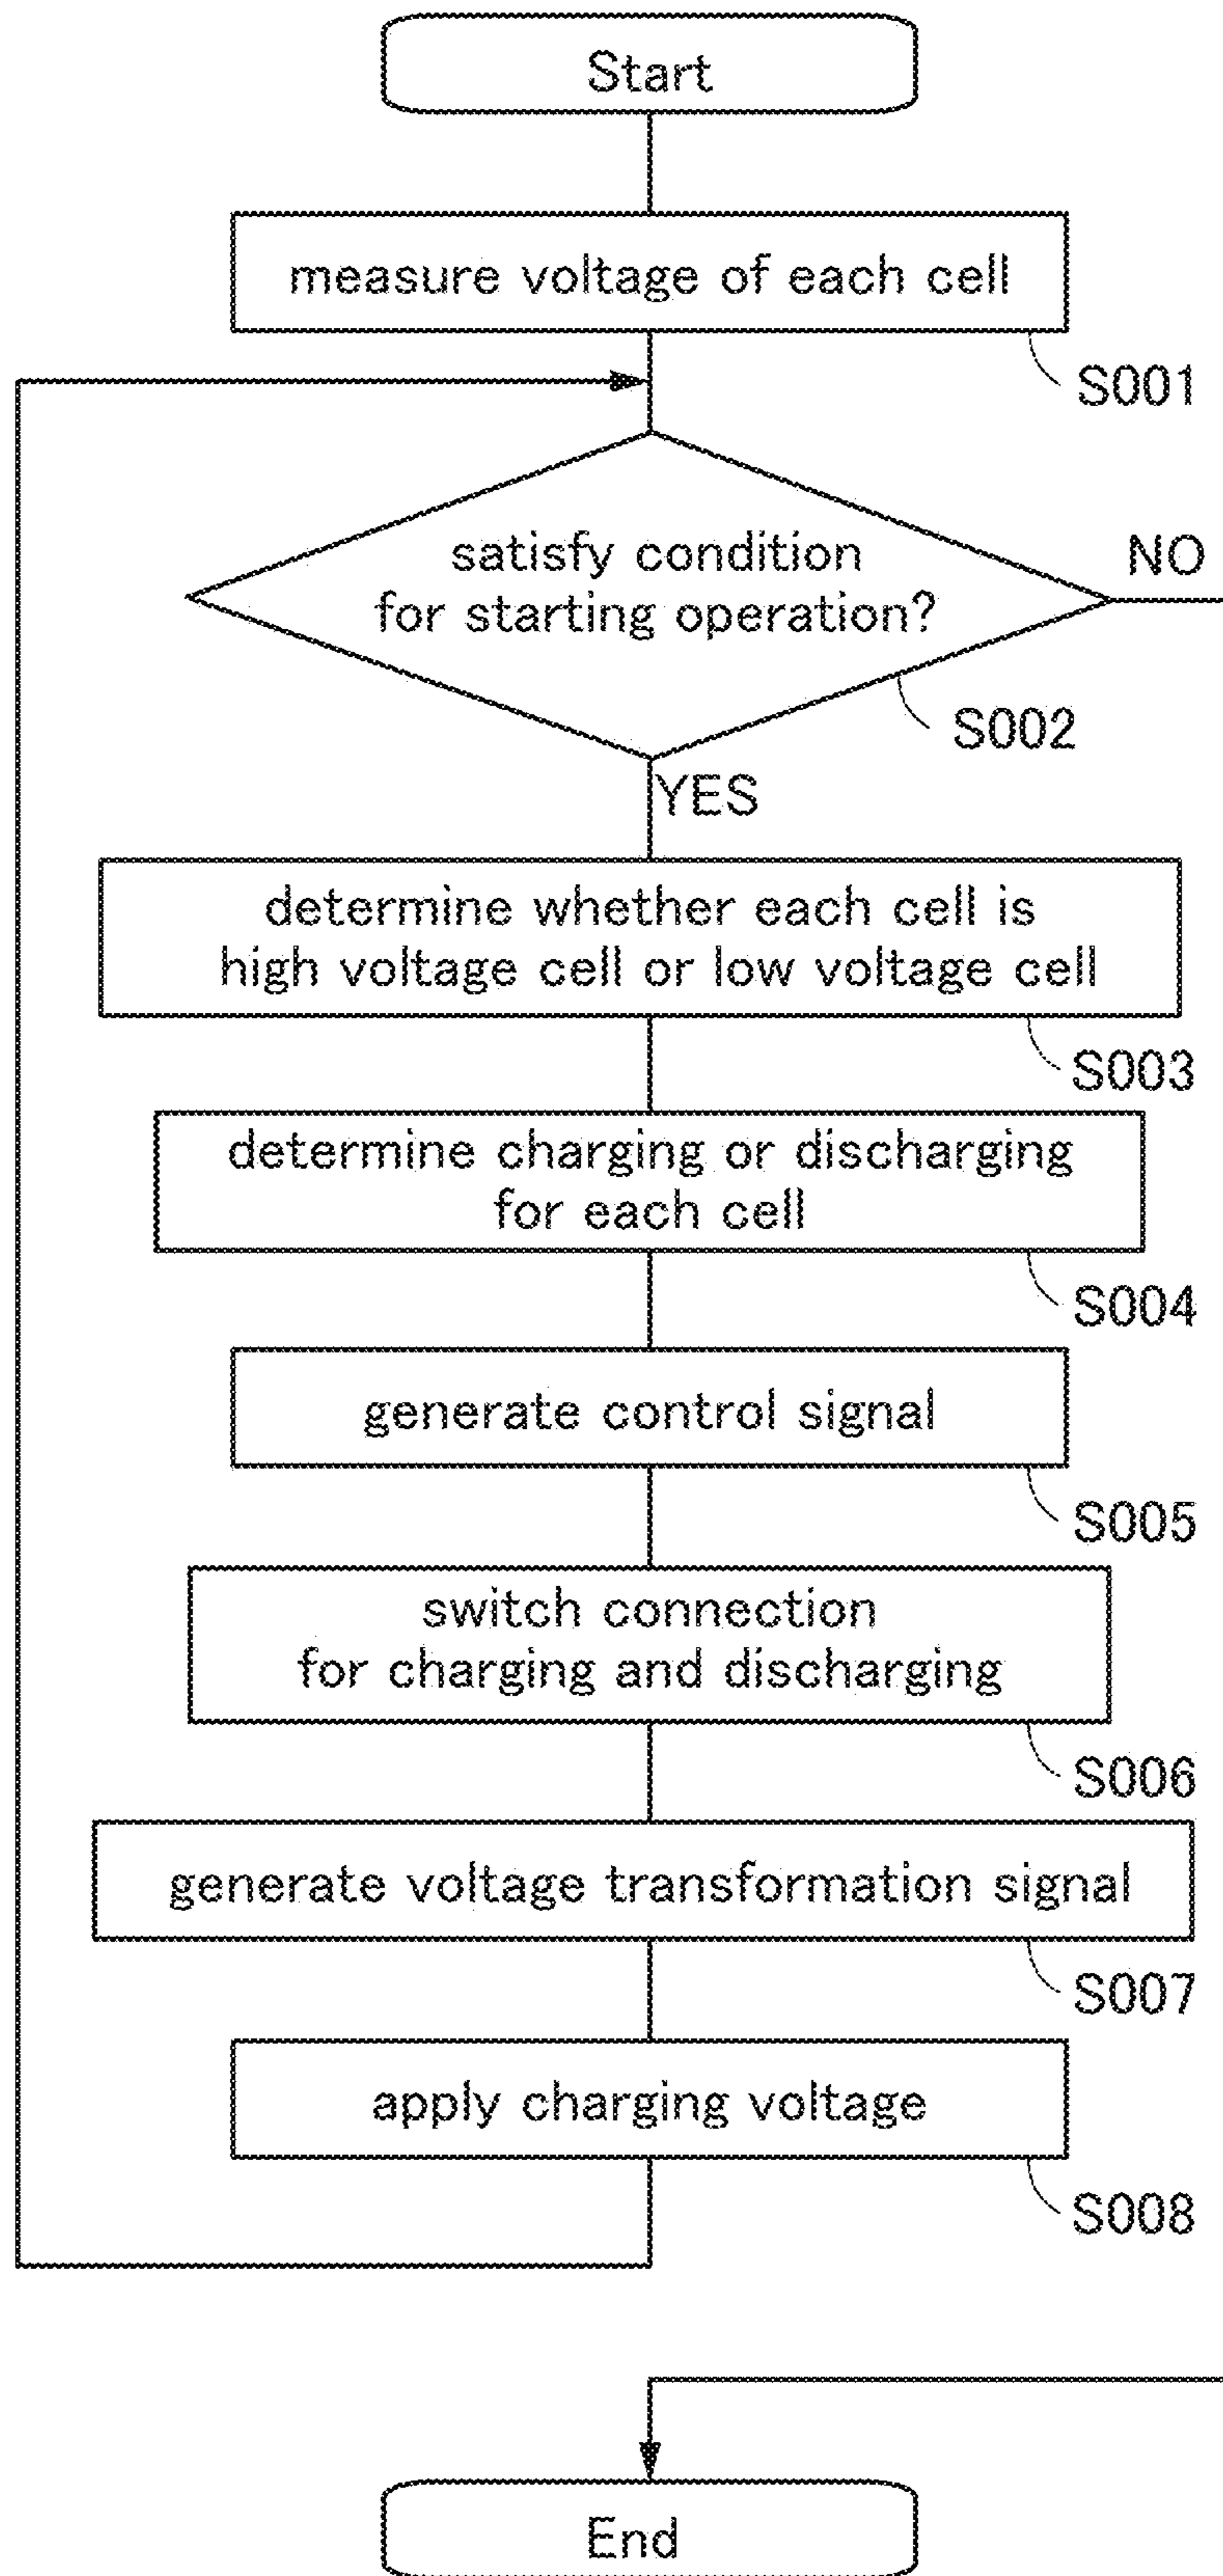 Start
measure voltage of each cell
S001
satisfy condition
for starting operation?
NO
S002
YES
determine whether each cell is
high voltage cell or low voltage cell
S003
determine charging or discharging
for each cell
S004
generate control signal
S005
switch connection
for charging and discharging
S006
generate voltage transformation signal
S007
apply charging voltage
S008
End